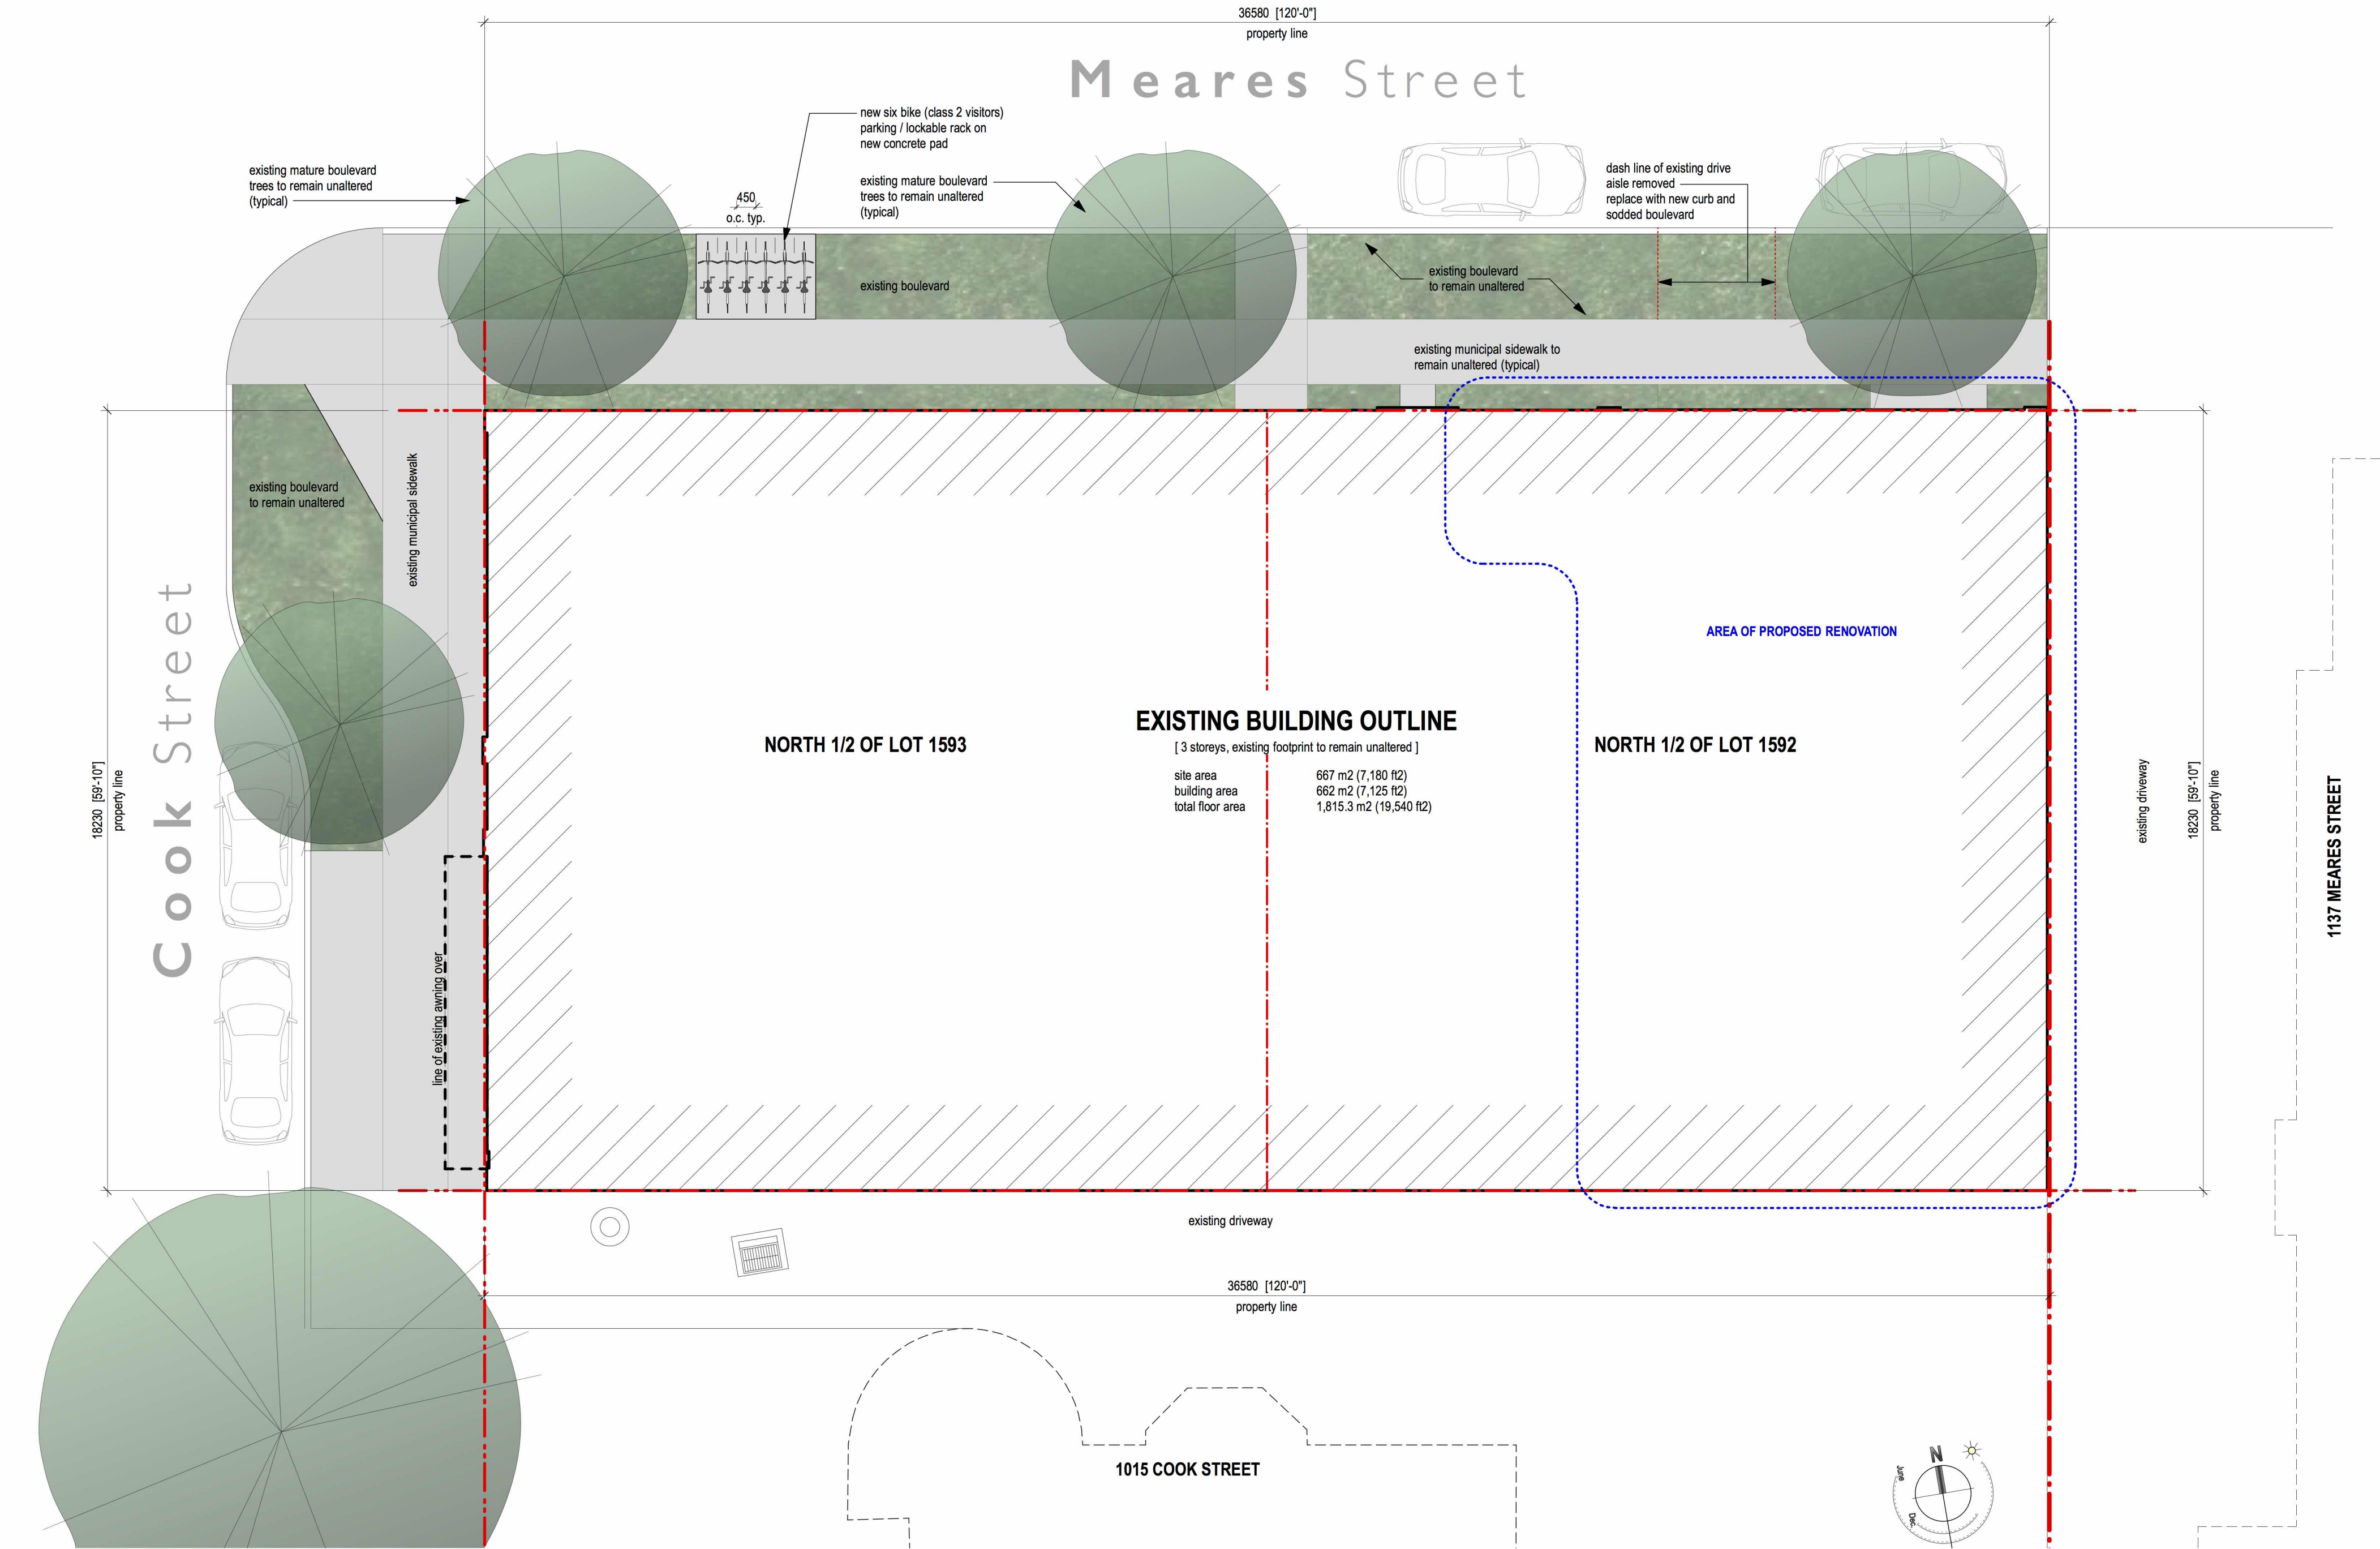 36580 [120'-0"]
property line
Meares Street
new six bike (class 2 visitors)
parking / lockable rack on
new concrete pad
existing mature boulevard
trees to remain unaltered
(typical)
existing mature boulevard
trees to remain unaltered
(typical)
dash line of existing drive
aisle removed
replace with new curb and
sodded boulevard
450
o.c. typ.
existing boulevard
existing boulevard
to remain unaltered
existing municipal sidewalk to
remain unaltered (typical)
existing boulevard
to remain unaltered
existing municipal sidewalk
Cook Street
18230 [59'-10"]
property line
line of existing awning over
AREA OF PROPOSED RENOVATION
NORTH 1/2 OF LOT 1593
EXISTING BUILDING OUTLINE
[ 3 storeys, existing footprint to remain unaltered ]
site area 667 m2 (7,180 ft2)
building area 662 m2 (7,125 ft2)
total floor area 1,815.3 m2 (19,540 ft2)
NORTH 1/2 OF LOT 1592
existing driveway
18230 [59'-10"]
property line
1137 MEARES STREET
existing driveway
36580 [120'-0"]
property line
1015 COOK STREET
N
June
Dec.